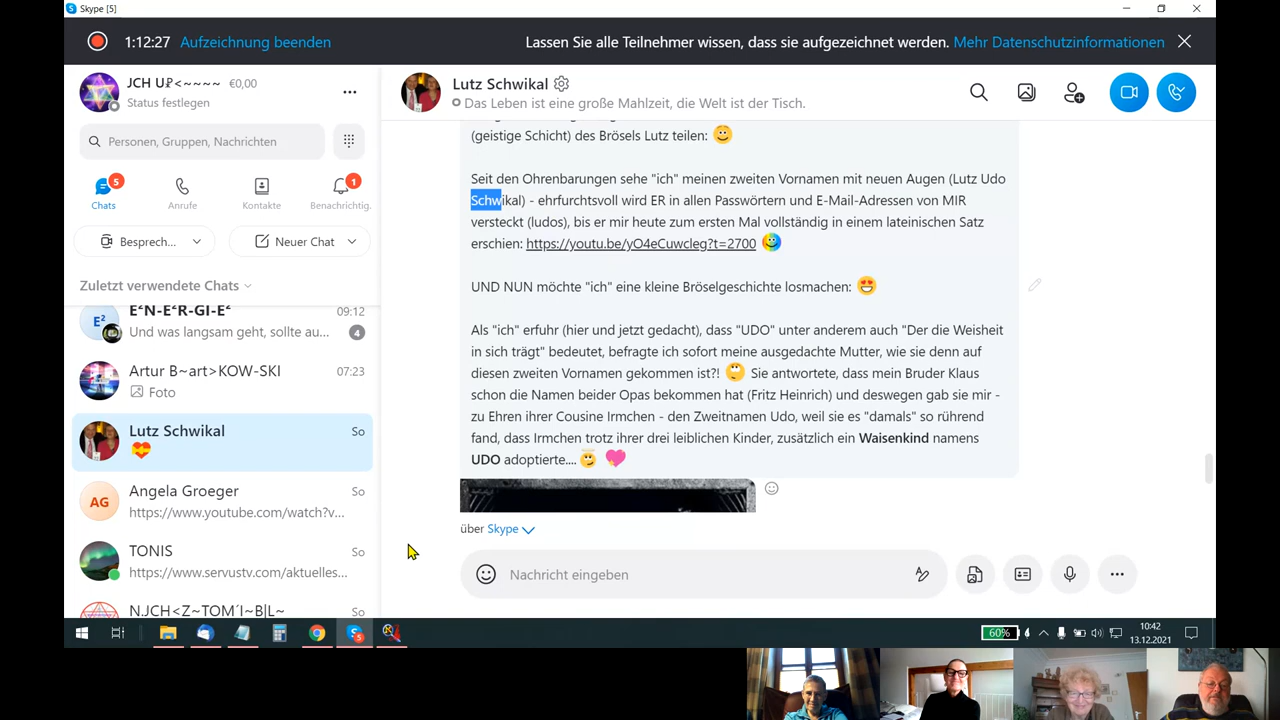 Skype [5]
1:12:27 Aufzeichnung beenden
Lassen Sie alle Teilnehmer wissen, dass sie aufgezeichnet werden. Mehr Datenschutzinformationen
JCH U₽<~~~~ €0,00
Status festlegen
Personen, Gruppen, Nachrichten
5
1
Chats
Anrufe
Kontakte
Benachrichtig.
Besprech...
Neuer Chat
Zuletzt verwendete Chats
E²
E²N-E²R-GI-E² 09:12
Und was langsam geht, sollte au... 4
Artur B~art>KOW-SKI 07:23
Foto
Lutz Schwikal So
AG
Angela Groeger So
https://www.youtube.com/watch?v...
TONIS So
https://www.servustv.com/aktuelles...
N.JCH<Z~TOM´I~B|L~ So
Lutz Schwikal
Das Leben ist eine große Mahlzeit, die Welt ist der Tisch.
(geistige Schicht) des Brösels Lutz teilen:
Seit den Ohrenbarungen sehe "ich" meinen zweiten Vornamen mit neuen Augen (Lutz Udo
Schwikal) - ehrfurchtsvoll wird ER in allen Passwörtern und E-Mail-Adressen von MIR
versteckt (ludos), bis er mir heute zum ersten Mal vollständig in einem lateinischen Satz
erschien: https://youtu.be/yO4eCuwcleg?t=2700
UND NUN möchte "ich" eine kleine Bröselgeschichte losmachen:
Als "ich" erfuhr (hier und jetzt gedacht), dass "UDO" unter anderem auch "Der die Weisheit
in sich trägt" bedeutet, befragte ich sofort meine ausgedachte Mutter, wie sie denn auf
diesen zweiten Vornamen gekommen ist?! Sie antwortete, dass mein Bruder Klaus
schon die Namen beider Opas bekommen hat (Fritz Heinrich) und deswegen gab sie mir -
zu Ehren ihrer Cousine Irmchen - den Zweitnamen Udo, weil sie es "damals" so rührend
fand, dass Irmchen trotz ihrer drei leiblichen Kinder, zusätzlich ein Waisenkind namens
UDO adoptierte....
über Skype
Nachricht eingeben
60%
10:42
13.12.2021